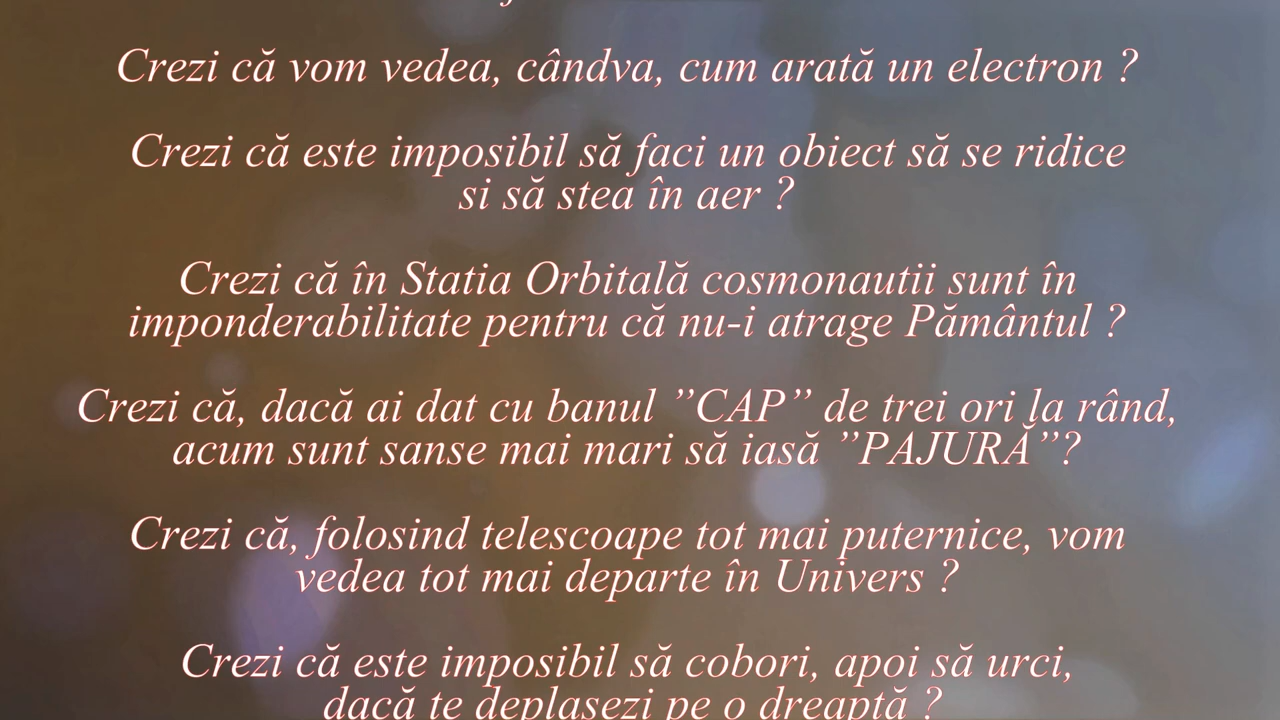 Crezi că vom vedea, cândva, cum arată un electron ?
Crezi că este imposibil să faci un obiect să se ridice
si să stea în aer ?
Crezi că în Statia Orbitală cosmonautii sunt în
imponderabilitate pentru că nu-i atrage Pământul ?
Crezi că, dacă ai dat cu banul ”CAP” de trei ori la rând,
acum sunt sanse mai mari să iasă ”PAJURĂ”?
Crezi că, folosind telescoape tot mai puternice, vom
vedea tot mai departe în Univers ?
Crezi că este imposibil să cobori, apoi să urci,
dacă te deplasezi pe o dreaptă ?